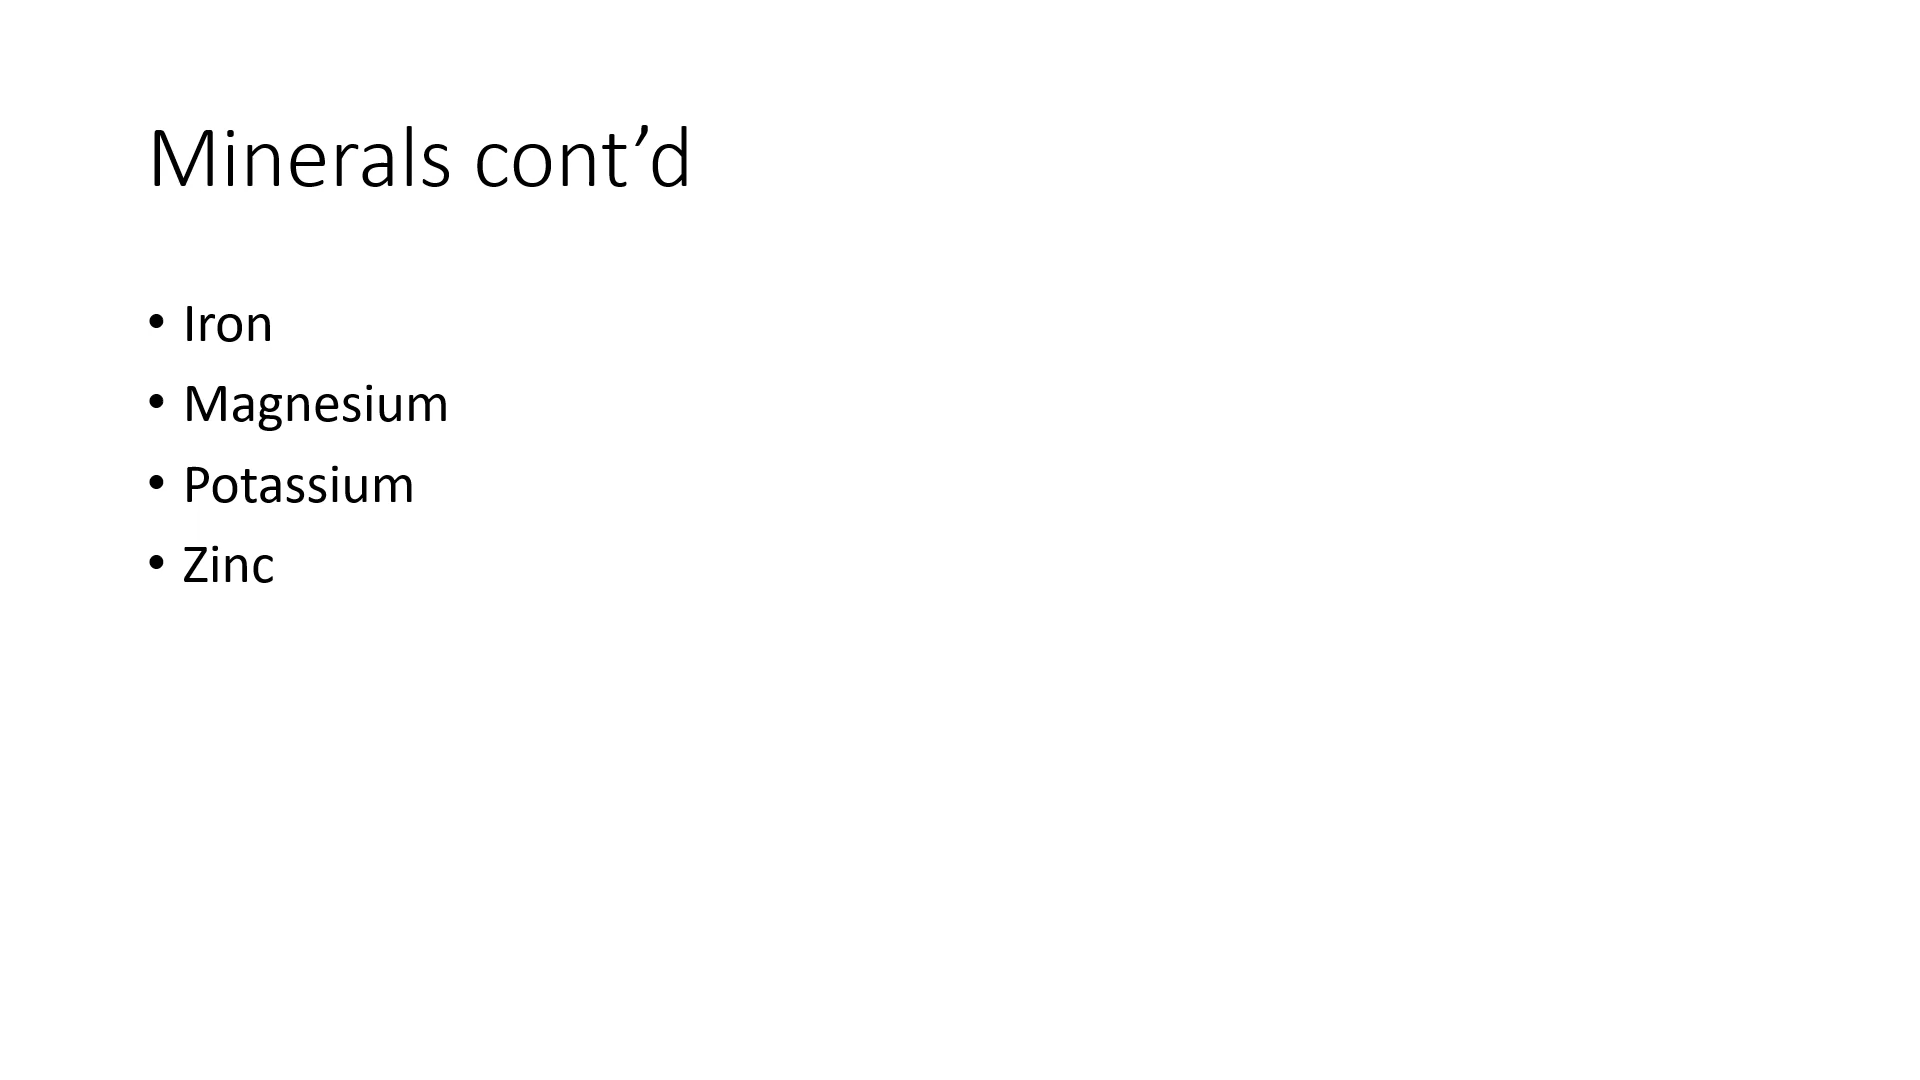 Minerals cont’d
• Iron
• Magnesium
• Potassium
• Zinc